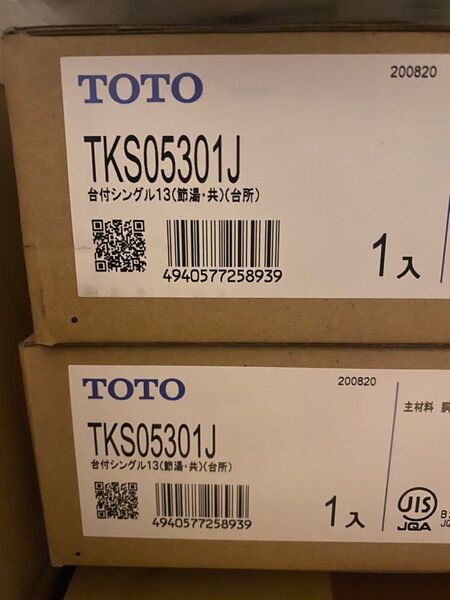 200820
TOTO
TKS05301J
台付シングル13(節湯・共)(台所)
4940577258939
1入
200820
TOTO
主材料 胴
TKS05301J
台付シングル13(節湯・共)(台所)
4940577258939
1入
JIS
JQA